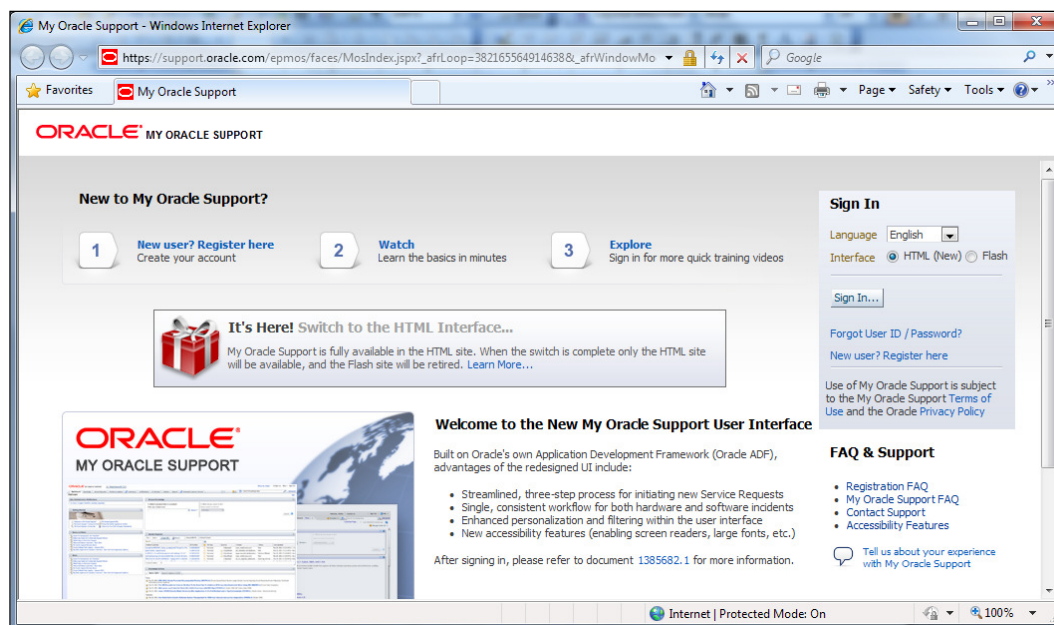 My Oracle Support - Windows Internet Explorer
https://support.oracle.com/epmos/faces/MosIndex.jspx?_afrLoop=382165564914638&_afrWindowMo
Google
Favorites
My Oracle Support
Page
Safety
Tools
ORACLE® MY ORACLE SUPPORT
New to My Oracle Support?
1
New user? Register here
Create your account
2
Watch
Learn the basics in minutes
3
Explore
Sign in for more quick training videos
It's Here! Switch to the HTML Interface...
My Oracle Support is fully available in the HTML site. When the switch is complete only the HTML site
will be available, and the Flash site will be retired. Learn More...
Sign In
Language English
Interface HTML (New) Flash
Sign In...
Forgot User ID / Password?
New user? Register here
Use of My Oracle Support is subject
to the My Oracle Support Terms of
Use and the Oracle Privacy Policy
ORACLE®
MY ORACLE SUPPORT
Welcome to the New My Oracle Support User Interface
Built on Oracle's own Application Development Framework (Oracle ADF),
advantages of the redesigned UI include:
• Streamlined, three-step process for initiating new Service Requests
• Single, consistent workflow for both hardware and software incidents
• Enhanced personalization and filtering within the user interface
• New accessibility features (enabling screen readers, large fonts, etc.)
After signing in, please refer to document 1385682.1 for more information.
FAQ & Support
• Registration FAQ
• My Oracle Support FAQ
• Contact Support
• Accessibility Features
Tell us about your experience
with My Oracle Support
Internet | Protected Mode: On
100%